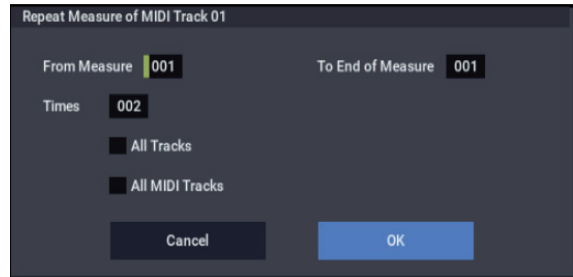 Repeat Measure of MIDI Track 01
From Measure 001 To End of Measure 001
Times 002
All Tracks
All MIDI Tracks
Cancel OK